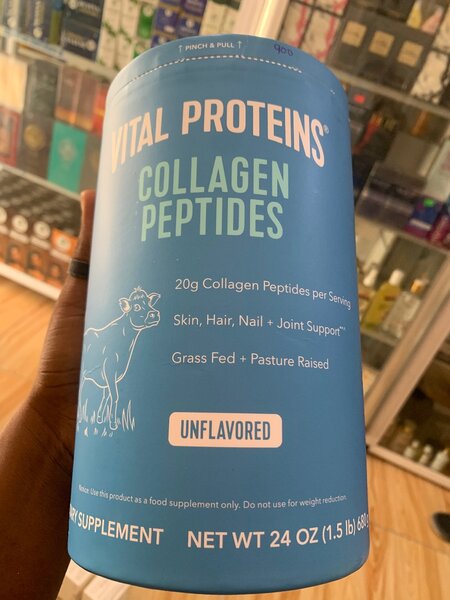 ↑ PINCH & PULL ↑
900
VITAL PROTEINS®
COLLAGEN
PEPTIDES
20g Collagen Peptides per Serving
Skin, Hair, Nail + Joint Support
Grass Fed + Pasture Raised
UNFLAVORED
Notice: Use this product as a food supplement only. Do not use for weight reduction.
SUPPLEMENT NET WT 24 OZ (1.5 lb) 680